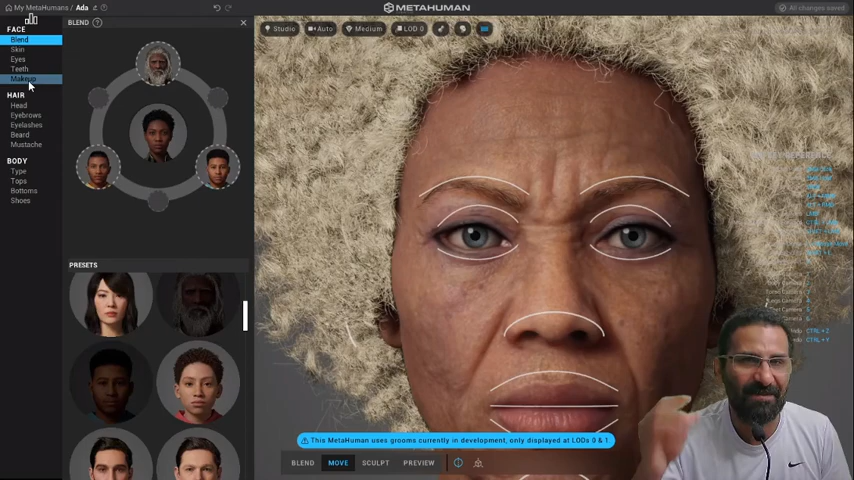 My MetaHumans / Ada
METAHUMAN
All changes saved
FACE
Blend
Skin
Eyes
Teeth
Makeup
HAIR
Head
Eyebrows
Eyelashes
Beard
Mustache
BODY
Type
Tops
Bottoms
Shoes
BLEND
PRESETS
Studio
Auto
Medium
LOD 0
CTRL + Z
CTRL + Y
This MetaHuman uses grooms currently in development, only displayed at LODs 0 & 1
BLEND
MOVE
SCULPT
PREVIEW